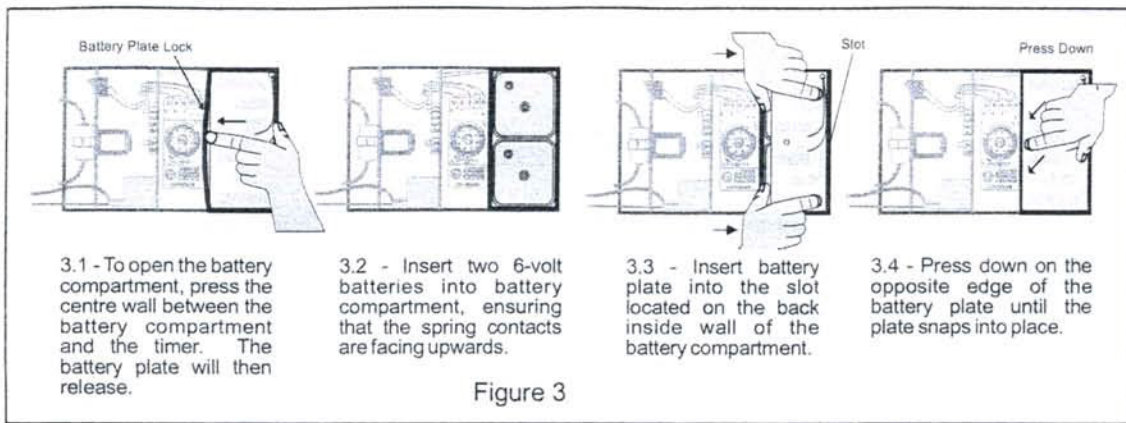 Battery Plate Lock
Slot
Press Down
3.1 - To open the battery
compartment, press the
centre wall between the
battery compartment
and the timer. The
battery plate will then
release.
3.2 - Insert two 6-volt
batteries into battery
compartment, ensuring
that the spring contacts
are facing upwards.
3.3 - Insert battery
plate into the slot
located on the back
inside wall of the
battery compartment.
3.4 - Press down on the
opposite edge of the
battery plate until the
plate snaps into place.
Figure 3